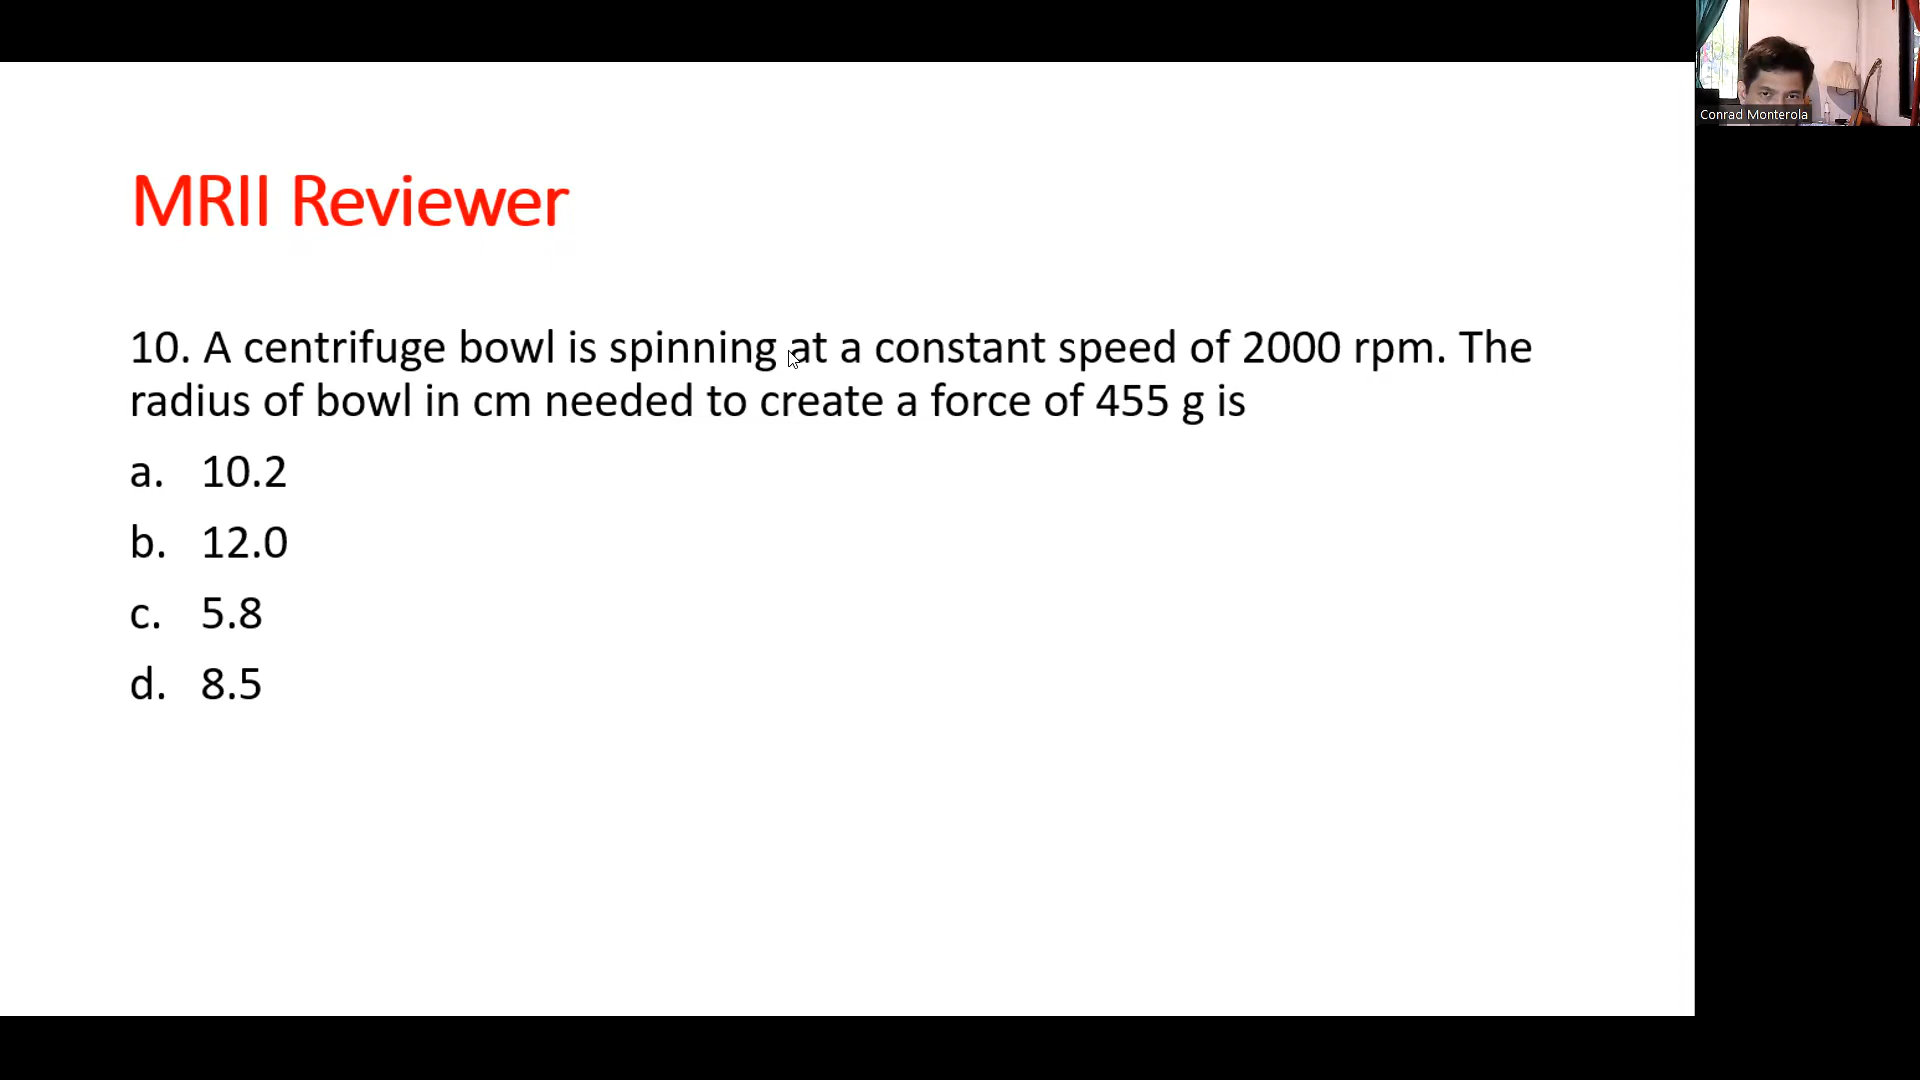 Conrad Monterola
MRII Reviewer
10. A centrifuge bowl is spinning at a constant speed of 2000 rpm. The
radius of bowl in cm needed to create a force of 455 g is
a. 10.2
b. 12.0
c. 5.8
d. 8.5